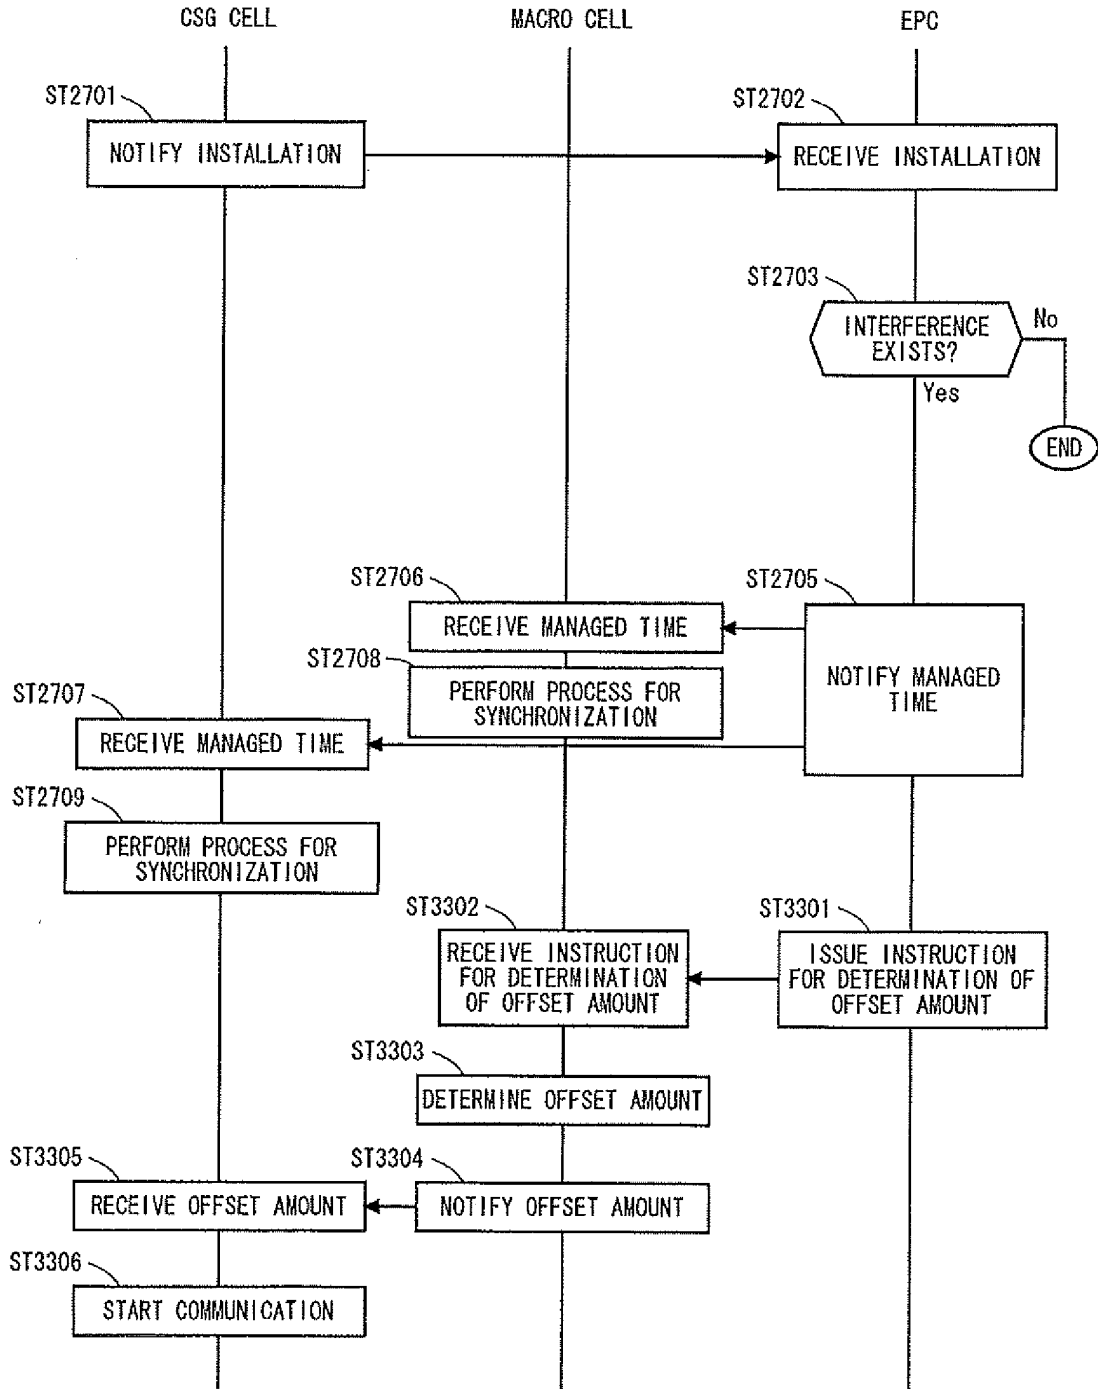 CSG CELL
MACRO CELL
EPC
ST2701
NOTIFY INSTALLATION
ST2702
RECEIVE INSTALLATION
ST2703
INTERFERENCE
EXISTS?
No
Yes
END
ST2706
RECEIVE MANAGED TIME
ST2705
NOTIFY MANAGED
TIME
ST2708
PERFORM PROCESS FOR
SYNCHRONIZATION
ST2707
RECEIVE MANAGED TIME
ST2709
PERFORM PROCESS FOR
SYNCHRONIZATION
ST3302
RECEIVE INSTRUCTION
FOR DETERMINATION
OF OFFSET AMOUNT
ST3301
ISSUE INSTRUCTION
FOR DETERMINATION OF
OFFSET AMOUNT
ST3303
DETERMINE OFFSET AMOUNT
ST3305
RECEIVE OFFSET AMOUNT
ST3304
NOTIFY OFFSET AMOUNT
ST3306
START COMMUNICATION